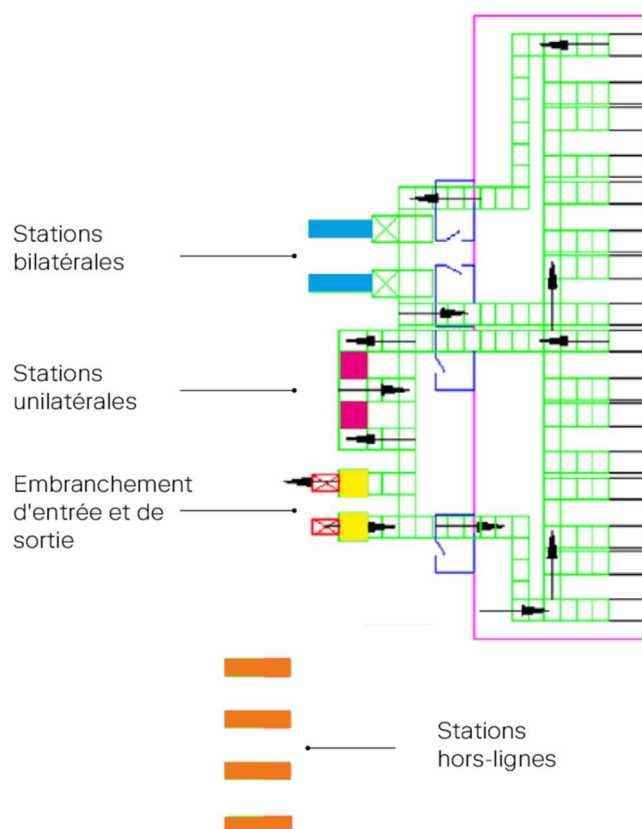 Stations
bilatérales
Stations
unilatérales
Embranchement
d'entrée et de
sortie
Stations
hors-lignes